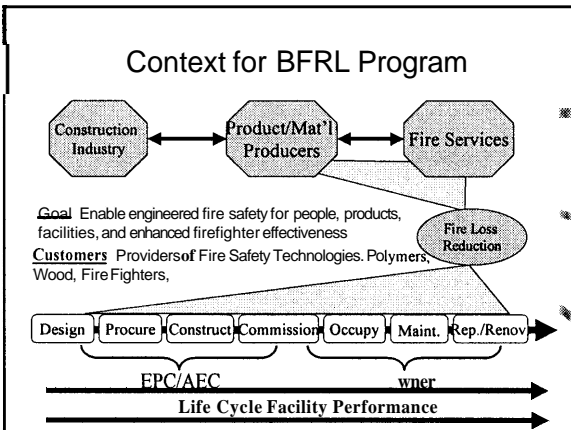 Context for BFRL Program
Construction
Industry
Product/Mat'l
Producers
Fire Services
Goal Enable engineered fire safety for people, products,
facilities, and enhanced firefighter effectiveness
Customers Providers of Fire Safety Technologies. Polymers,
Wood, Fire Fighters,
Fire Loss
Reduction
Design Procure Construct Commission Occupy Maint. Rep./Renov
EPC/AEC wner
Life Cycle Facility Performance